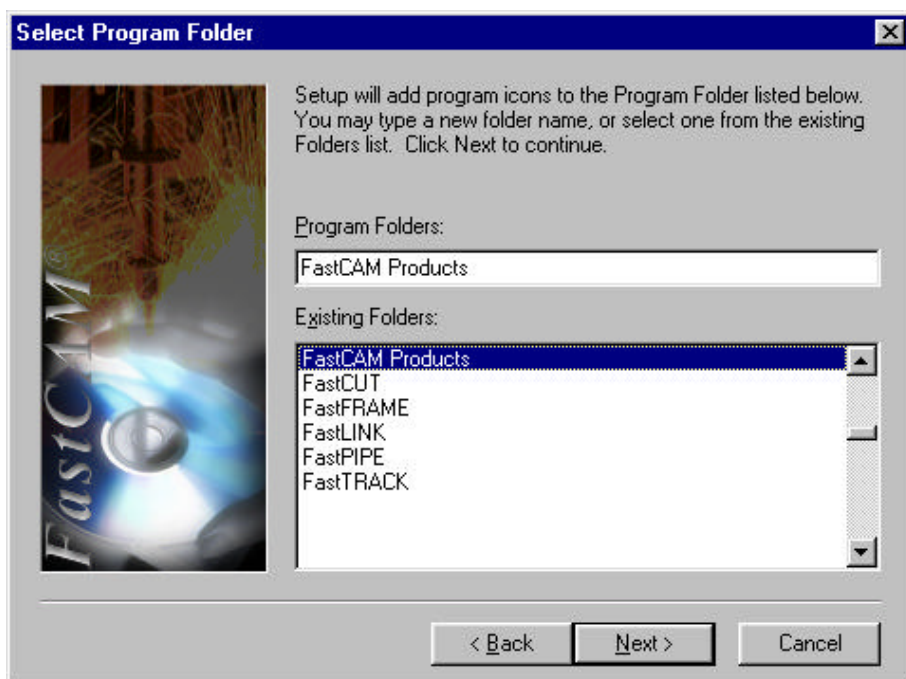 Select Program Folder
Setup will add program icons to the Program Folder listed below.
You may type a new folder name, or select one from the existing
Folders list.  Click Next to continue.
Program Folders:
FastCAM Products
Existing Folders:
FastCAM Products
FastCUT
FastFRAME
FastLINK
FastPIPE
FastTRACK
FastCAM®
< Back
Next >
Cancel